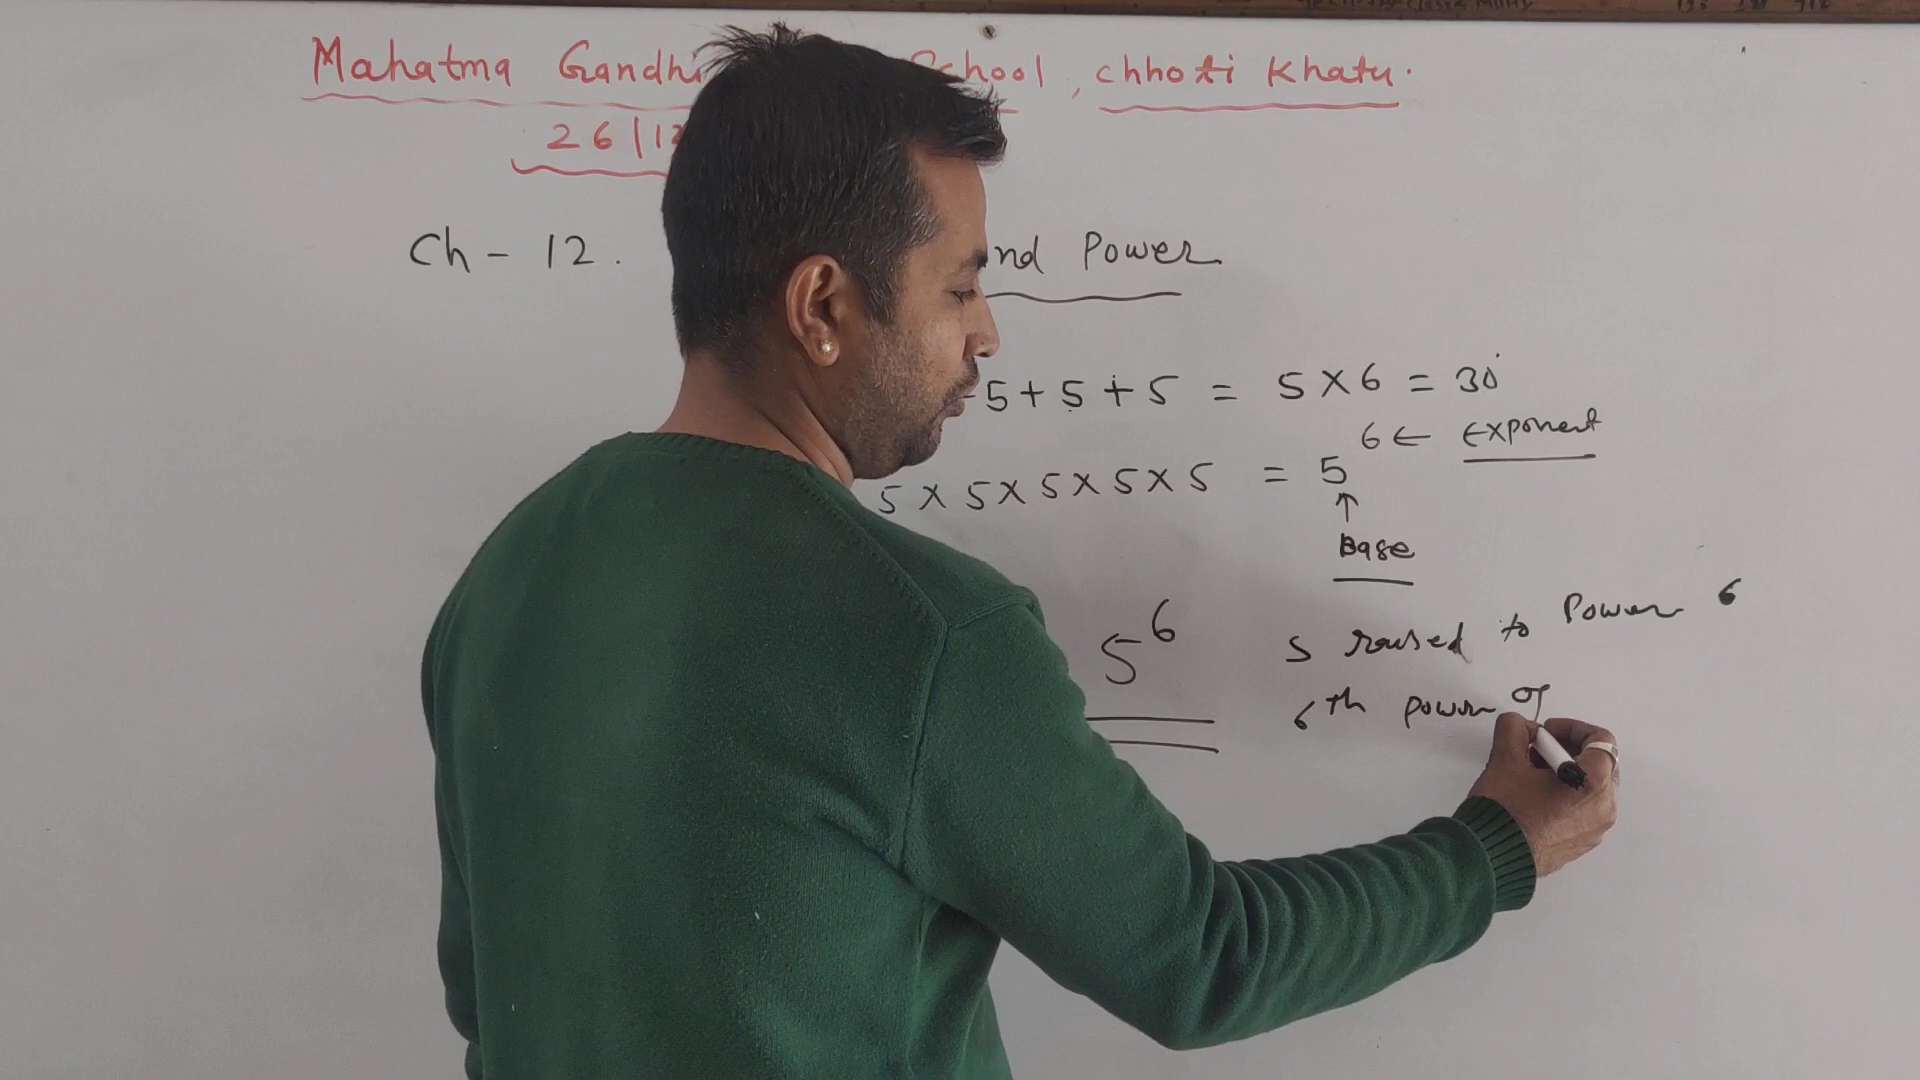 Mahatma Gandhi School, chhoti Khatu.
26/12
Ch - 12. nd Power
5 + 5 + 5 = 5 X 6 = 30
6 ← Exponent
5 X 5 X 5 X 5 X 5 = 5
↑
Base
5⁶ 5 raised to Power 6
6th power of